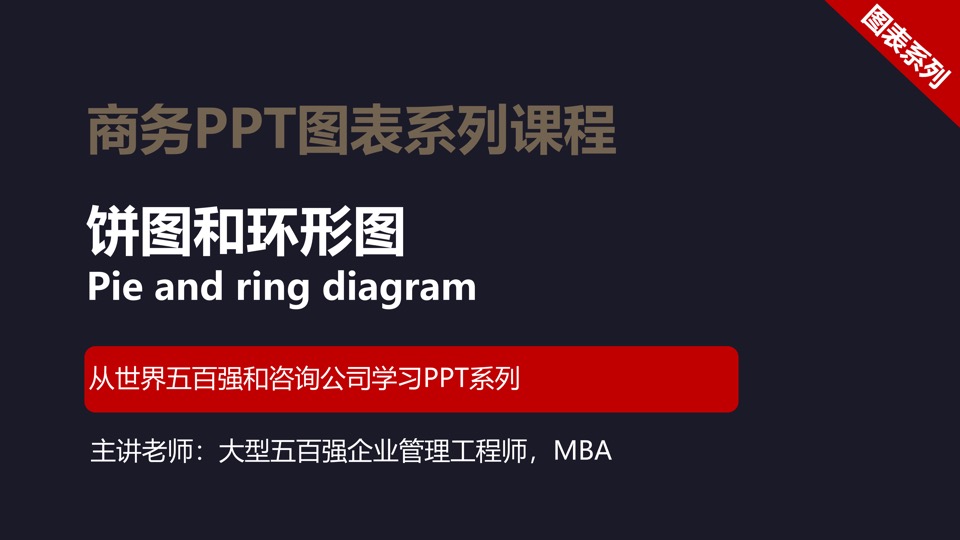 图表系列
商务PPT图表系列课程
饼图和环形图
Pie and ring diagram
从世界五百强和咨询公司学习PPT系列
主讲老师：大型五百强企业管理工程师，MBA